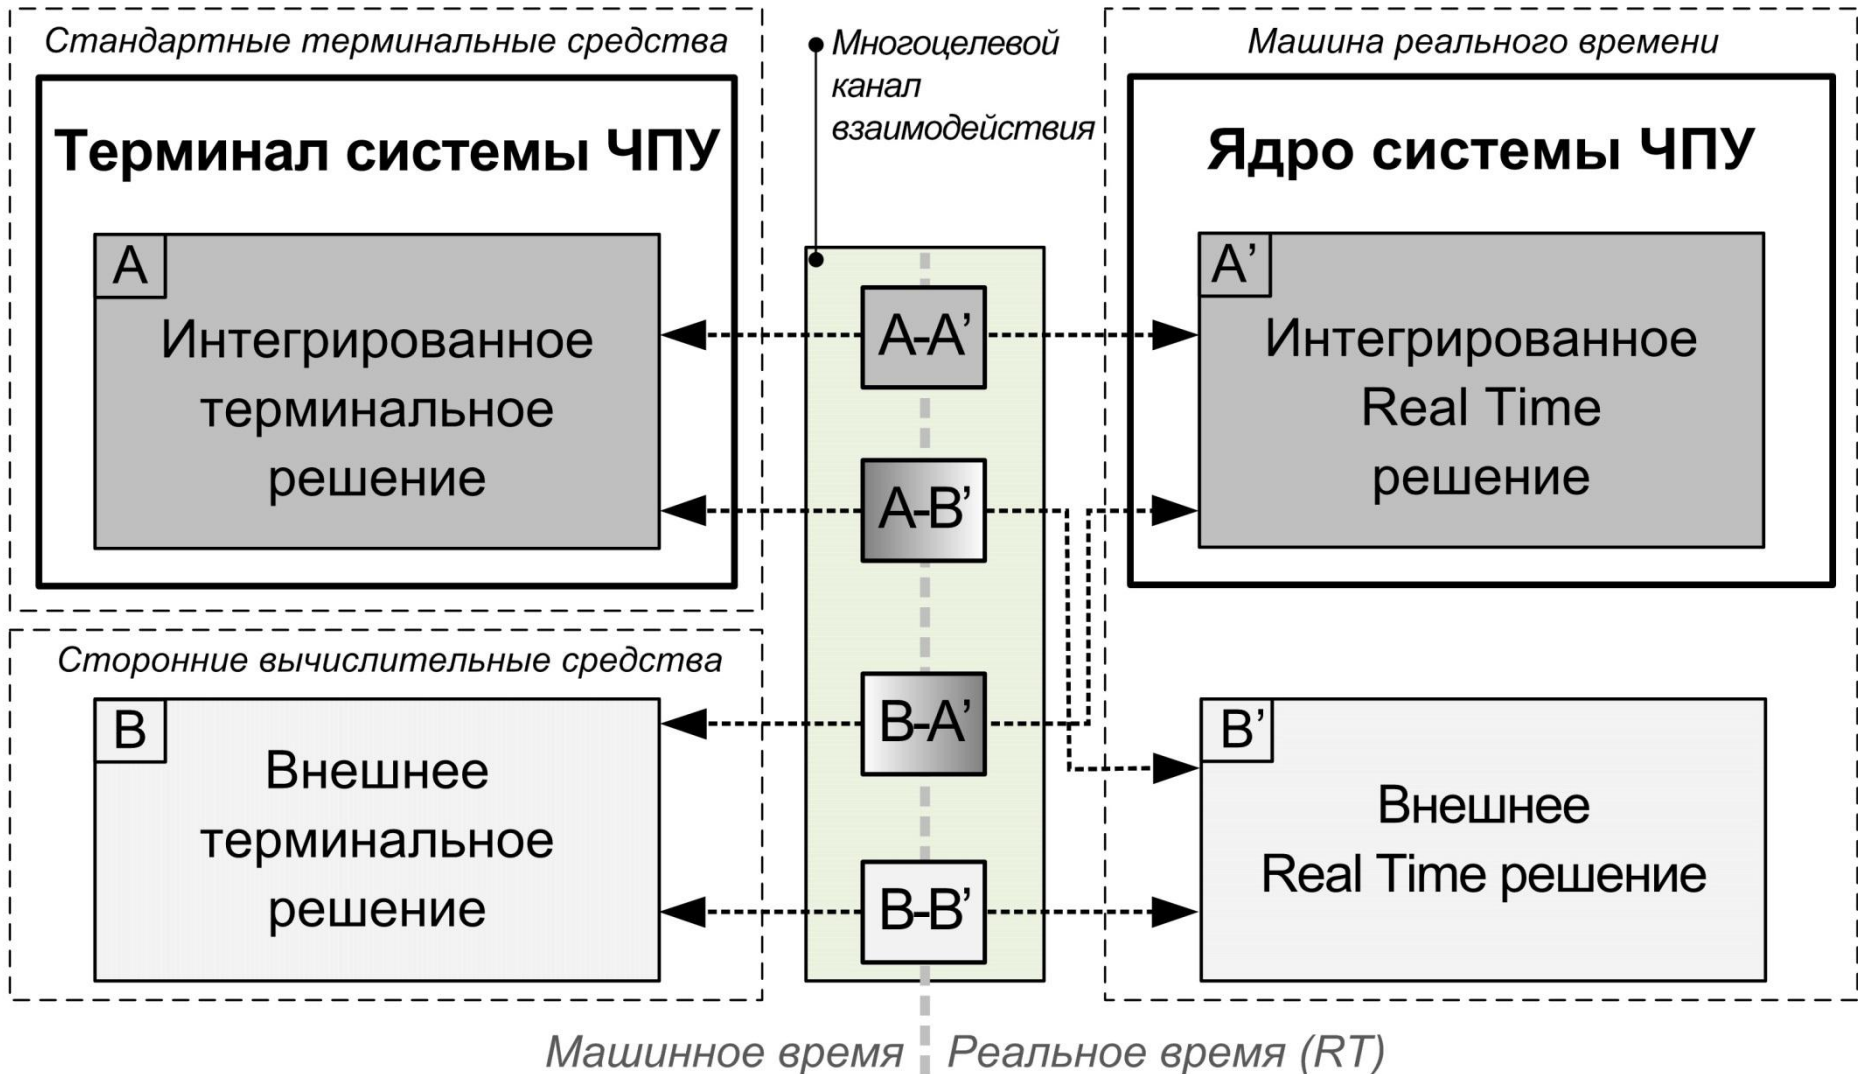 Стандартные терминальные средства
Терминал системы ЧПУ
A
Интегрированное
терминальное
решение
Сторонние вычислительные средства
B
Внешнее
терминальное
решение
Многоцелевой
канал
взаимодействия
A-A’
A-B’
B-A’
B-B’
Машина реального времени
Ядро системы ЧПУ
A’
Интегрированное
Real Time
решение
B’
Внешнее
Real Time решение
Машинное время
Реальное время (RT)